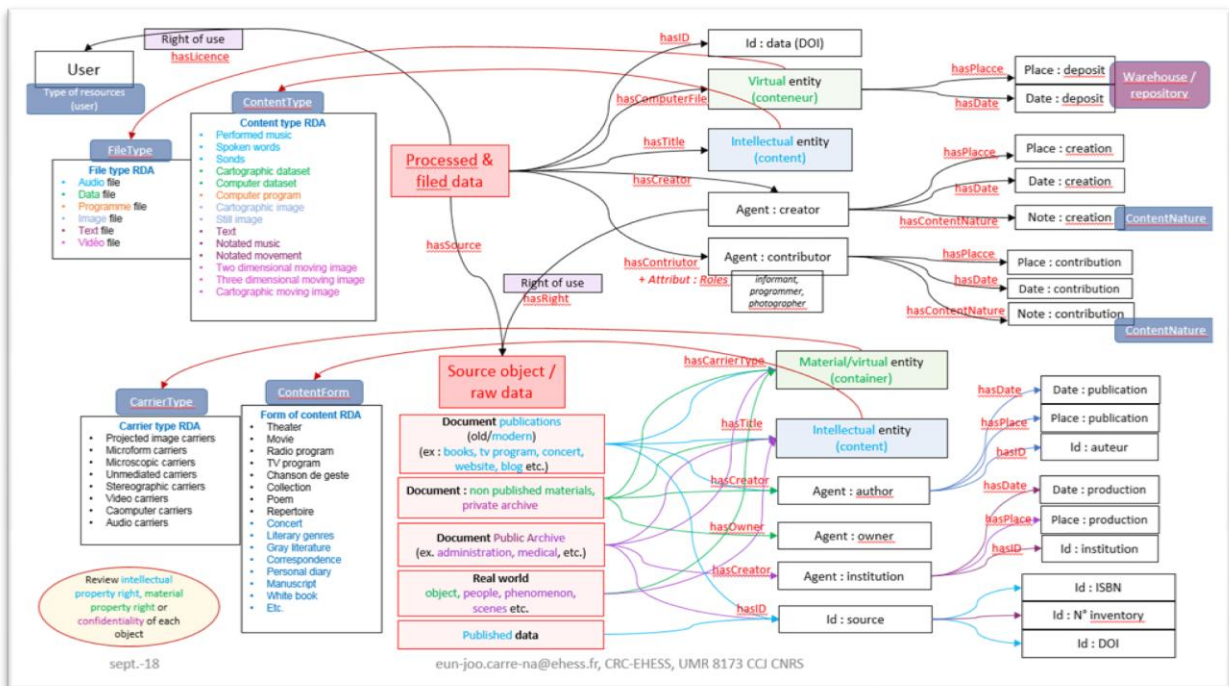 Right of use
hasLicence
User
Type of resources
(user)
ContentType
Content type RDA
Performed music
Spoken words
Sonds
Cartographic dataset
Computer dataset
Computer program
Cartographic image
Still image
Text
Notated music
Notated movement
Two dimensional moving image
Three dimensional moving image
Cartographic moving image
FileType
File type RDA
Audio file
Data file
Programme file
Image file
Text file
Vidéo file
Processed &
filed data
hasID
Id : data (DOI)
hasComputerFile
Virtual entity
(conteneur)
hasPlacce
Place : deposit
hasDate
Date : deposit
Warehouse /
repository
hasTitle
Intellectual entity
(content)
hasCreator
Agent : creator
hasPlacce
Place : creation
hasDate
Date : creation
hasContentNature
Note : creation
ContentNature
hasContriutor
+ Attribut : Roles
Agent : contributor
informant,
programmer,
photographer
hasPlacce
Place : contribution
hasDate
Date : contribution
hasContentNature
Note : contribution
ContentNature
hasSource
Right of use
hasRight
Source object /
raw data
Document publications
(old/modern)
(ex : books, tv program, concert,
website, blog etc.)
Document : non published materials,
private archive
Document Public Archive
(ex. administration, medical, etc.)
Real world
object, people, phenomenon,
scenes etc.
Published data
CarrierType
Carrier type RDA
Projected image carriers
Microform carriers
Microscopic carriers
Unmediated carriers
Stereographic carriers
Video carriers
Caomputer carriers
Audio carriers
ContentForm
Form of content RDA
Theater
Movie
Radio program
TV program
Chanson de geste
Collection
Poem
Repertoire
Concert
Literary genres
Gray literature
Correspondence
Personal diary
Manuscript
White book
Etc.
hasCarrierType
Material/virtual entity
(container)
hasTitle
Intellectual entity
(content)
hasCreator
Agent : author
hasOwner
Agent : owner
hasCreator
Agent : institution
hasID
Id : source
hasDate
Date : publication
hasPlace
Place : publication
hasID
Id : auteur
hasDate
Date : production
hasPlace
Place : production
hasID
Id : institution
Id : ISBN
Id : N° inventory
Id : DOI
Review intellectual
property right, material
property right or
confidentiality of each
object
sept.-18
eun-joo.carre-na@ehess.fr, CRC-EHESS, UMR 8173 CCJ CNRS